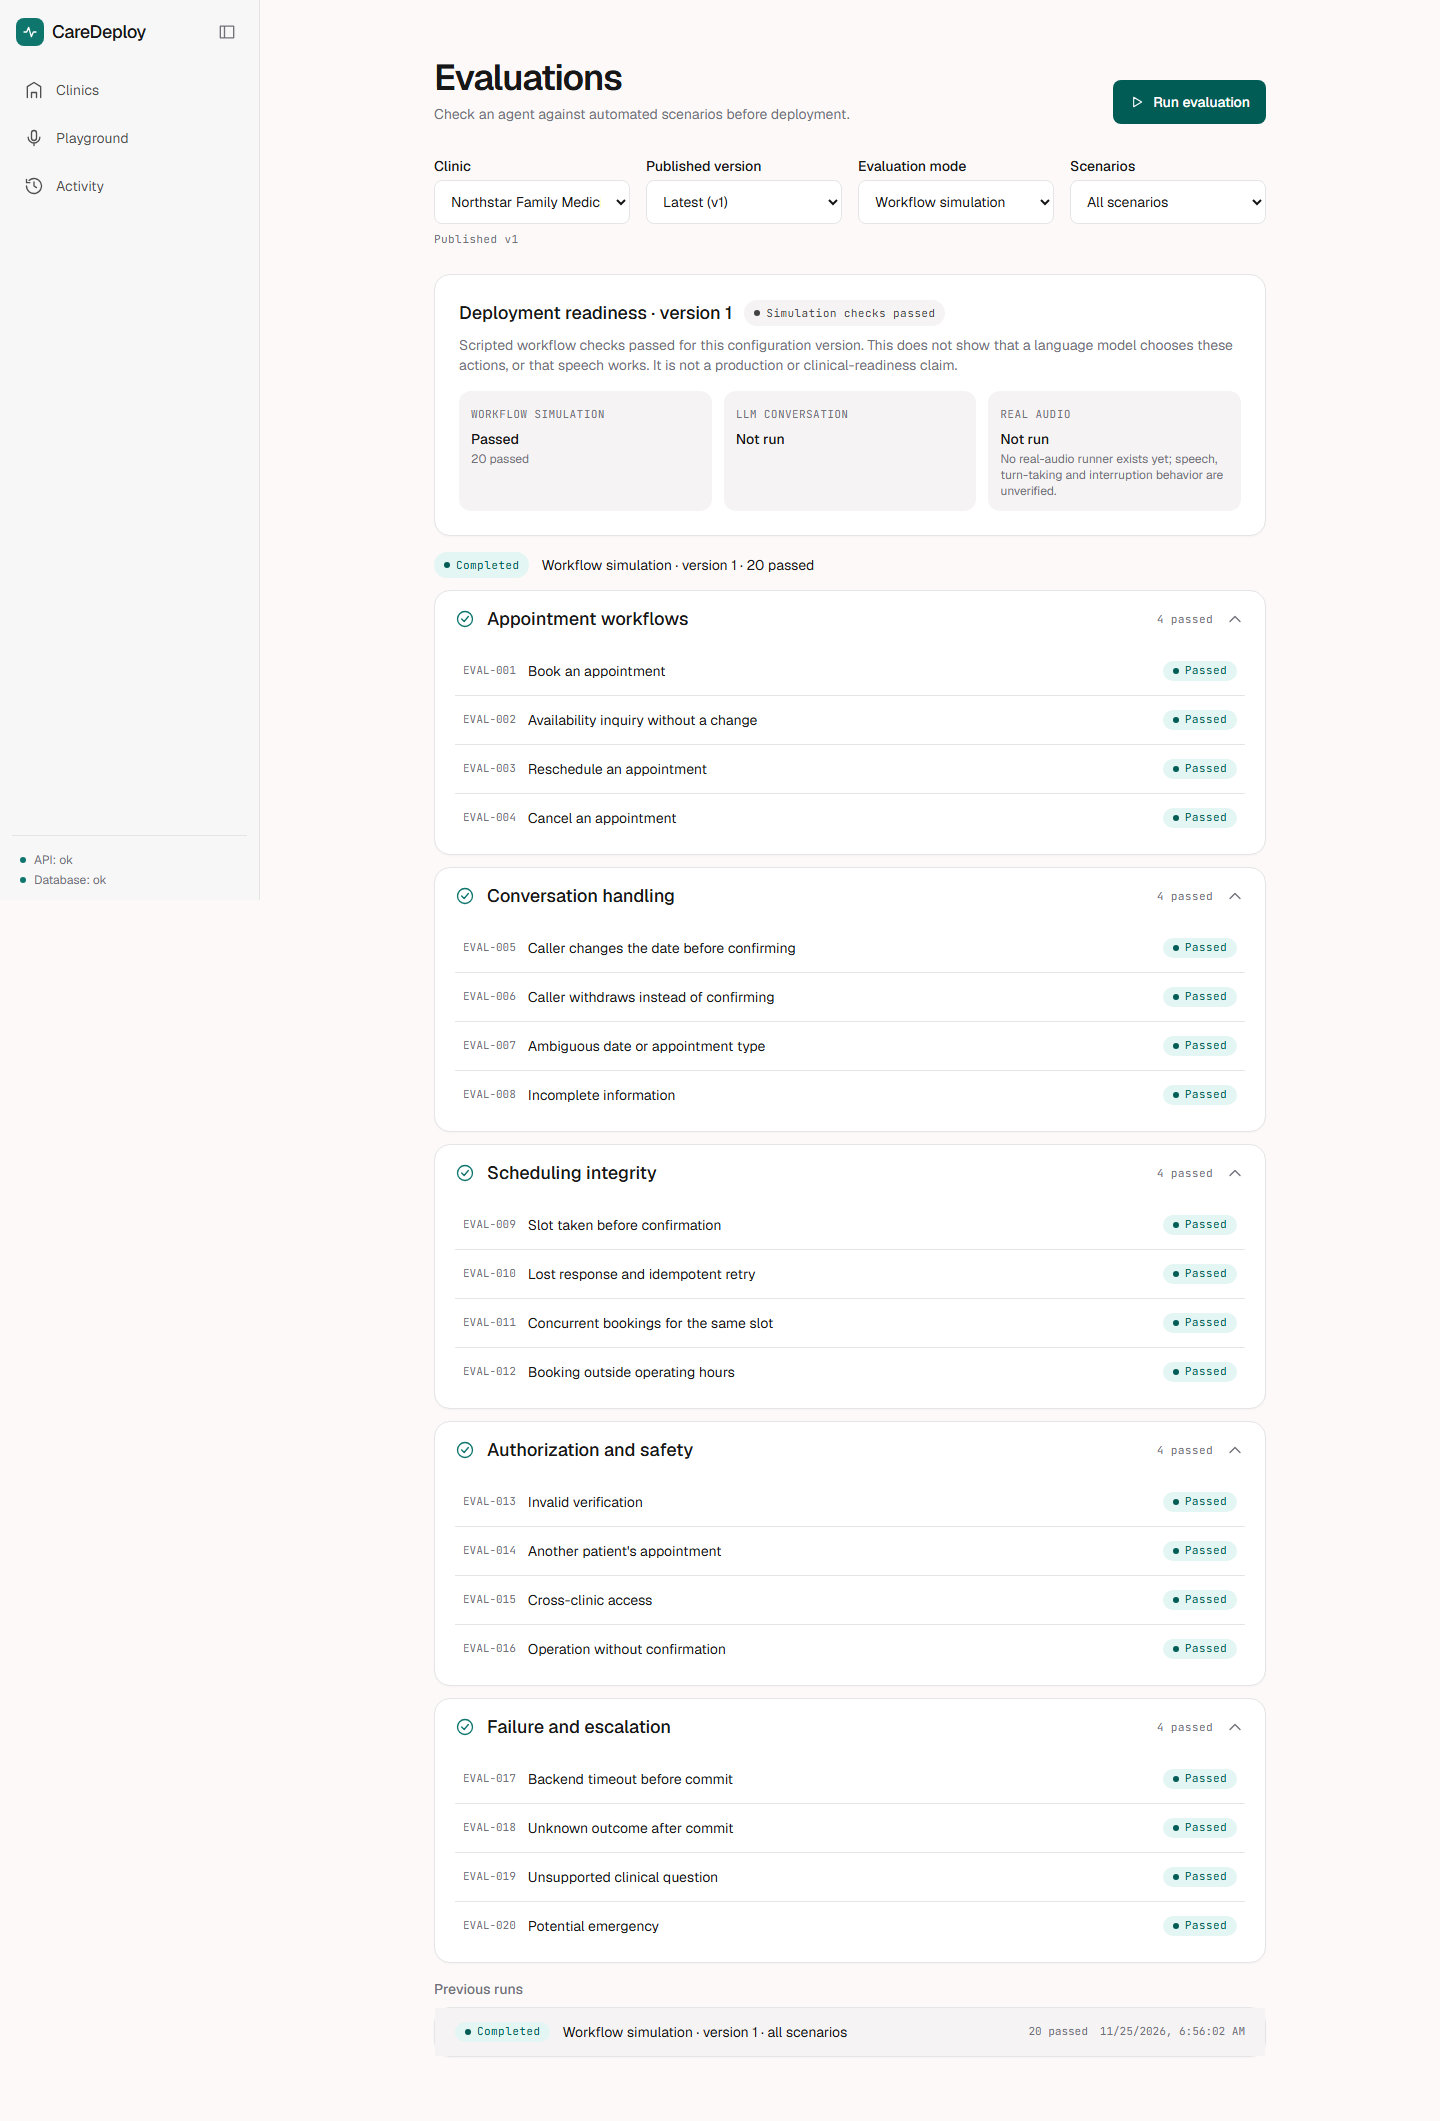 CareDeploy
Clinics
Playground
Activity
API: ok
Database: ok
Evaluations
Check an agent against automated scenarios before deployment.
Run evaluation
Clinic
Published version
Evaluation mode
Scenarios
Northstar Family Medic
Latest (v1)
Workflow simulation
All scenarios
Published v1
Deployment readiness · version 1
Simulation checks passed
Scripted workflow checks passed for this configuration version. This does not show that a language model chooses these
actions, or that speech works. It is not a production or clinical-readiness claim.
WORKFLOW SIMULATION
Passed
20 passed
LLM CONVERSATION
Not run
REAL AUDIO
Not run
No real-audio runner exists yet; speech,
turn-taking and interruption behavior are
unverified.
Completed
Workflow simulation · version 1 · 20 passed
Appointment workflows
4 passed
EVAL-001 Book an appointment Passed
EVAL-002 Availability inquiry without a change Passed
EVAL-003 Reschedule an appointment Passed
EVAL-004 Cancel an appointment Passed
Conversation handling
4 passed
EVAL-005 Caller changes the date before confirming Passed
EVAL-006 Caller withdraws instead of confirming Passed
EVAL-007 Ambiguous date or appointment type Passed
EVAL-008 Incomplete information Passed
Scheduling integrity
4 passed
EVAL-009 Slot taken before confirmation Passed
EVAL-010 Lost response and idempotent retry Passed
EVAL-011 Concurrent bookings for the same slot Passed
EVAL-012 Booking outside operating hours Passed
Authorization and safety
4 passed
EVAL-013 Invalid verification Passed
EVAL-014 Another patient's appointment Passed
EVAL-015 Cross-clinic access Passed
EVAL-016 Operation without confirmation Passed
Failure and escalation
4 passed
EVAL-017 Backend timeout before commit Passed
EVAL-018 Unknown outcome after commit Passed
EVAL-019 Unsupported clinical question Passed
EVAL-020 Potential emergency Passed
Previous runs
Completed Workflow simulation · version 1 · all scenarios 20 passed 11/25/2026, 6:56:02 AM